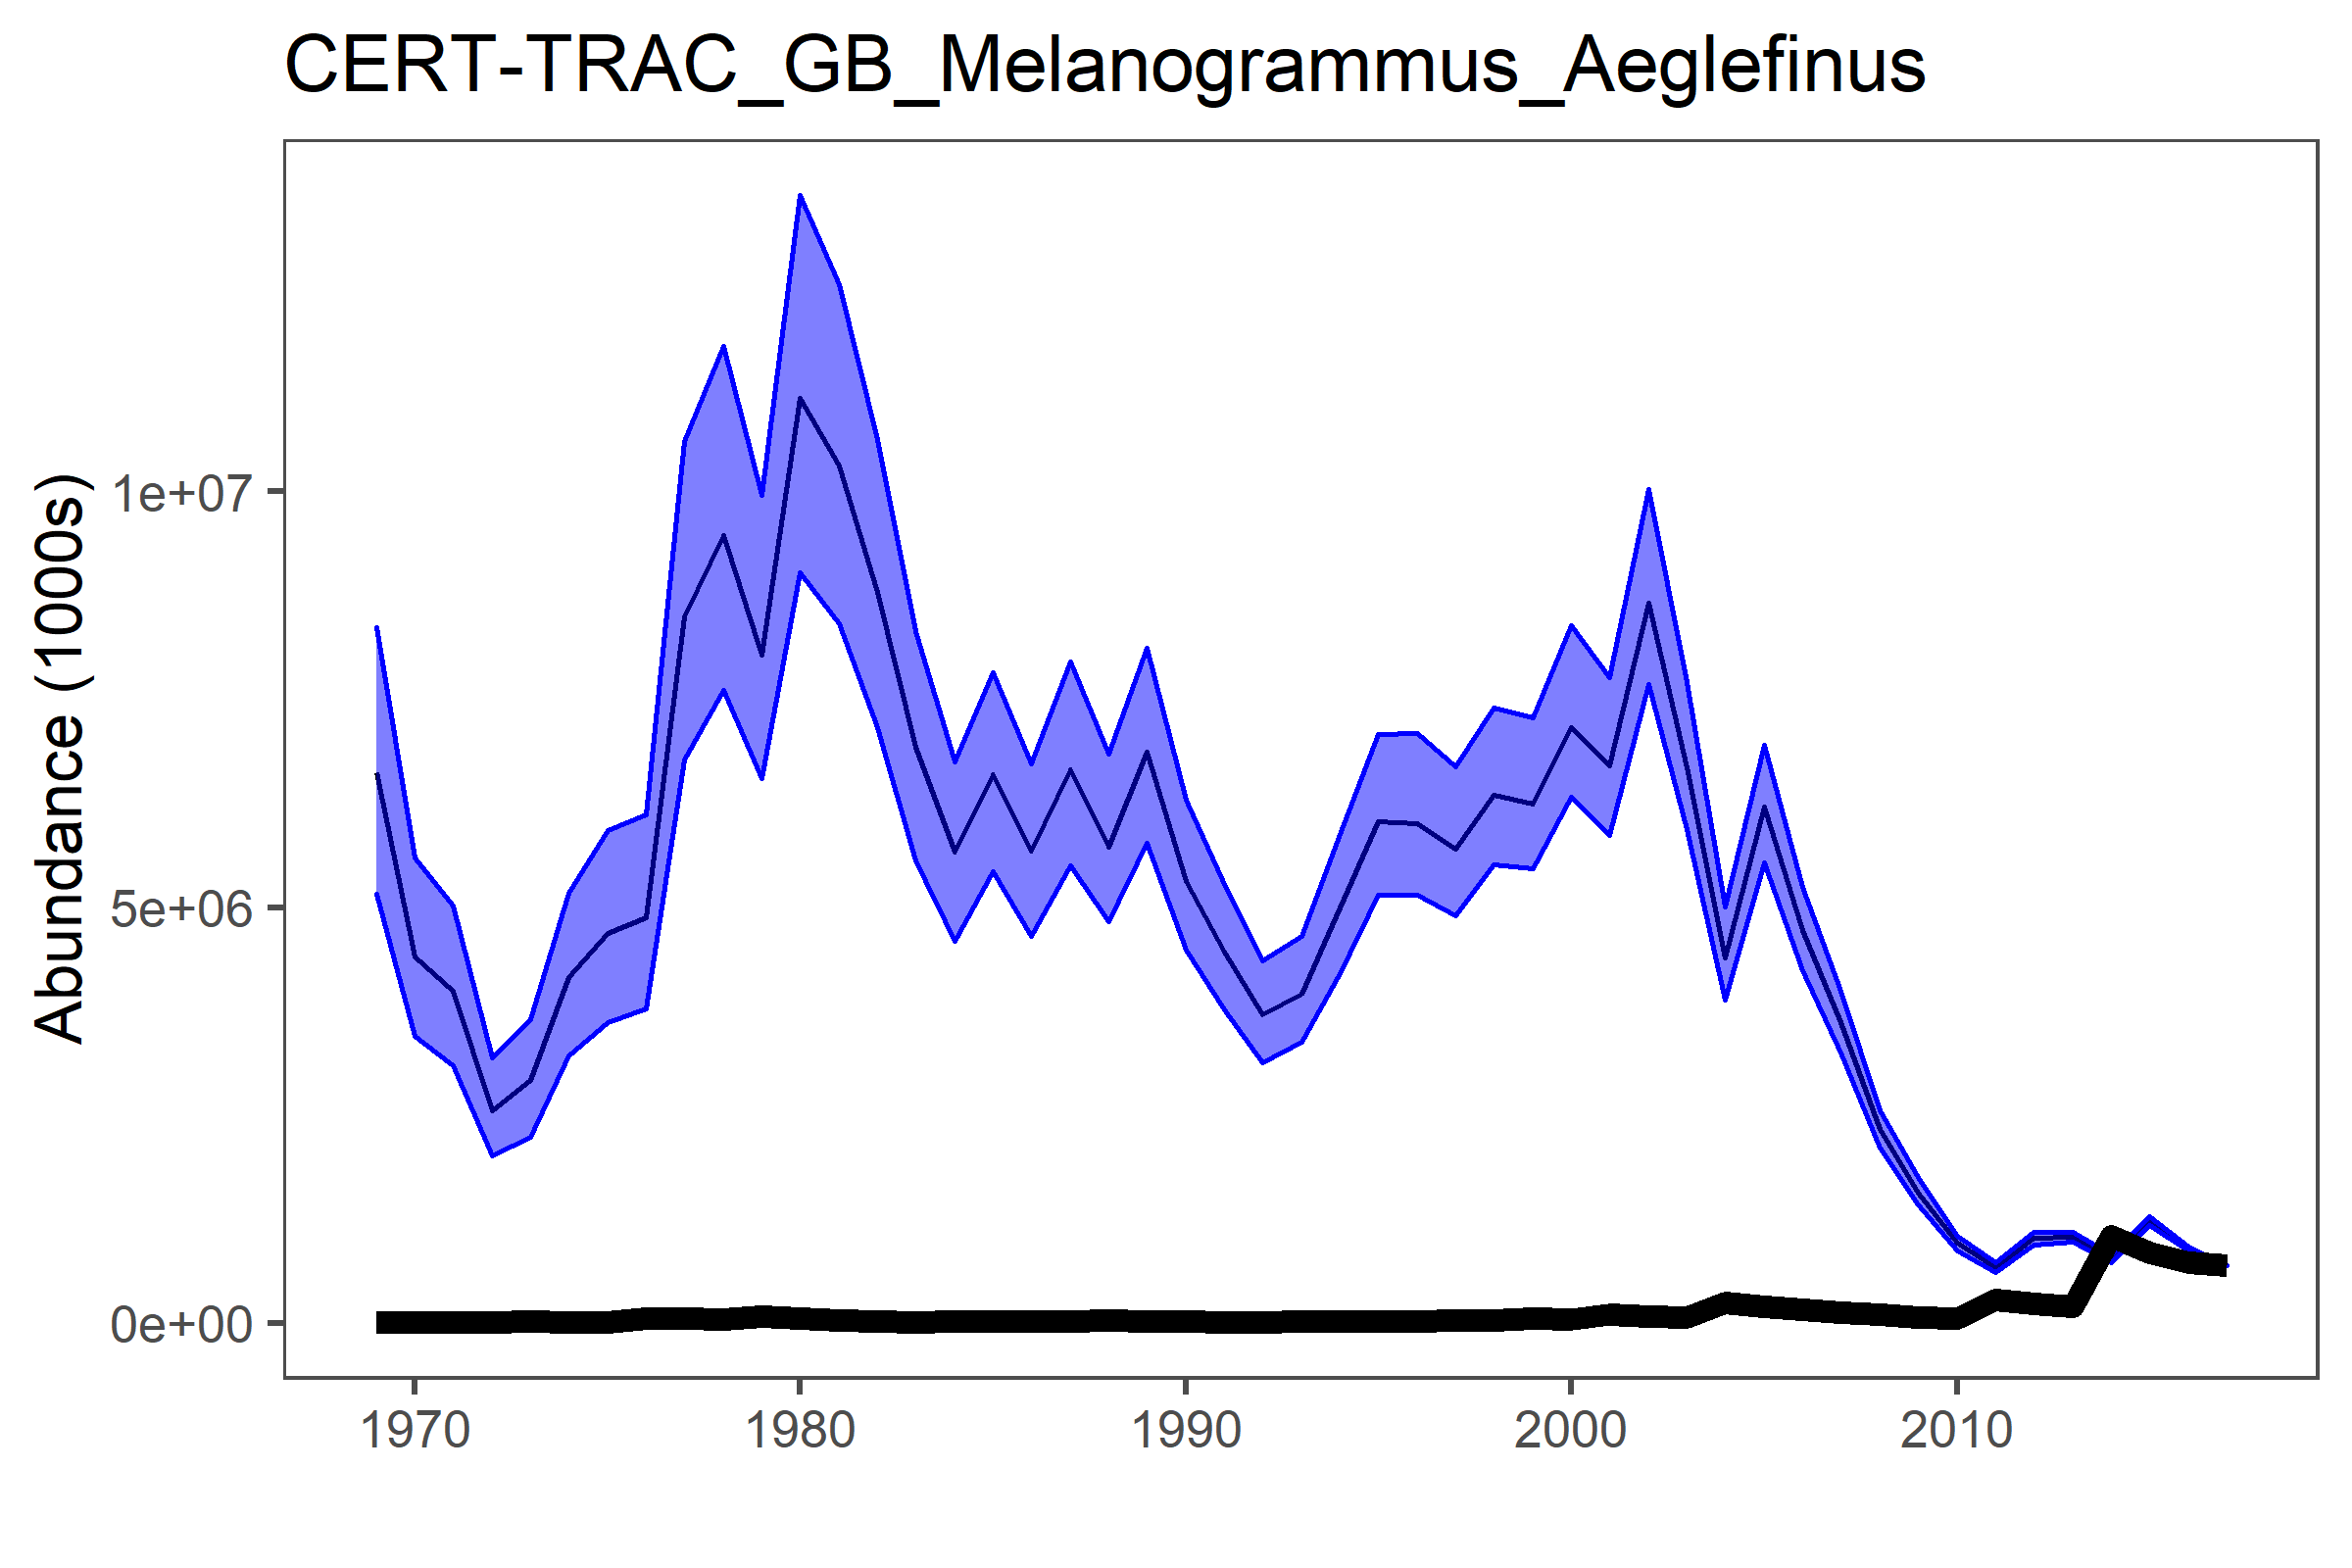 CERT-TRAC_GB_Melanogrammus_Aeglefinus
Abundance (1000s)
1e+07
5e+06
0e+00
1970 1980 1990 2000 2010